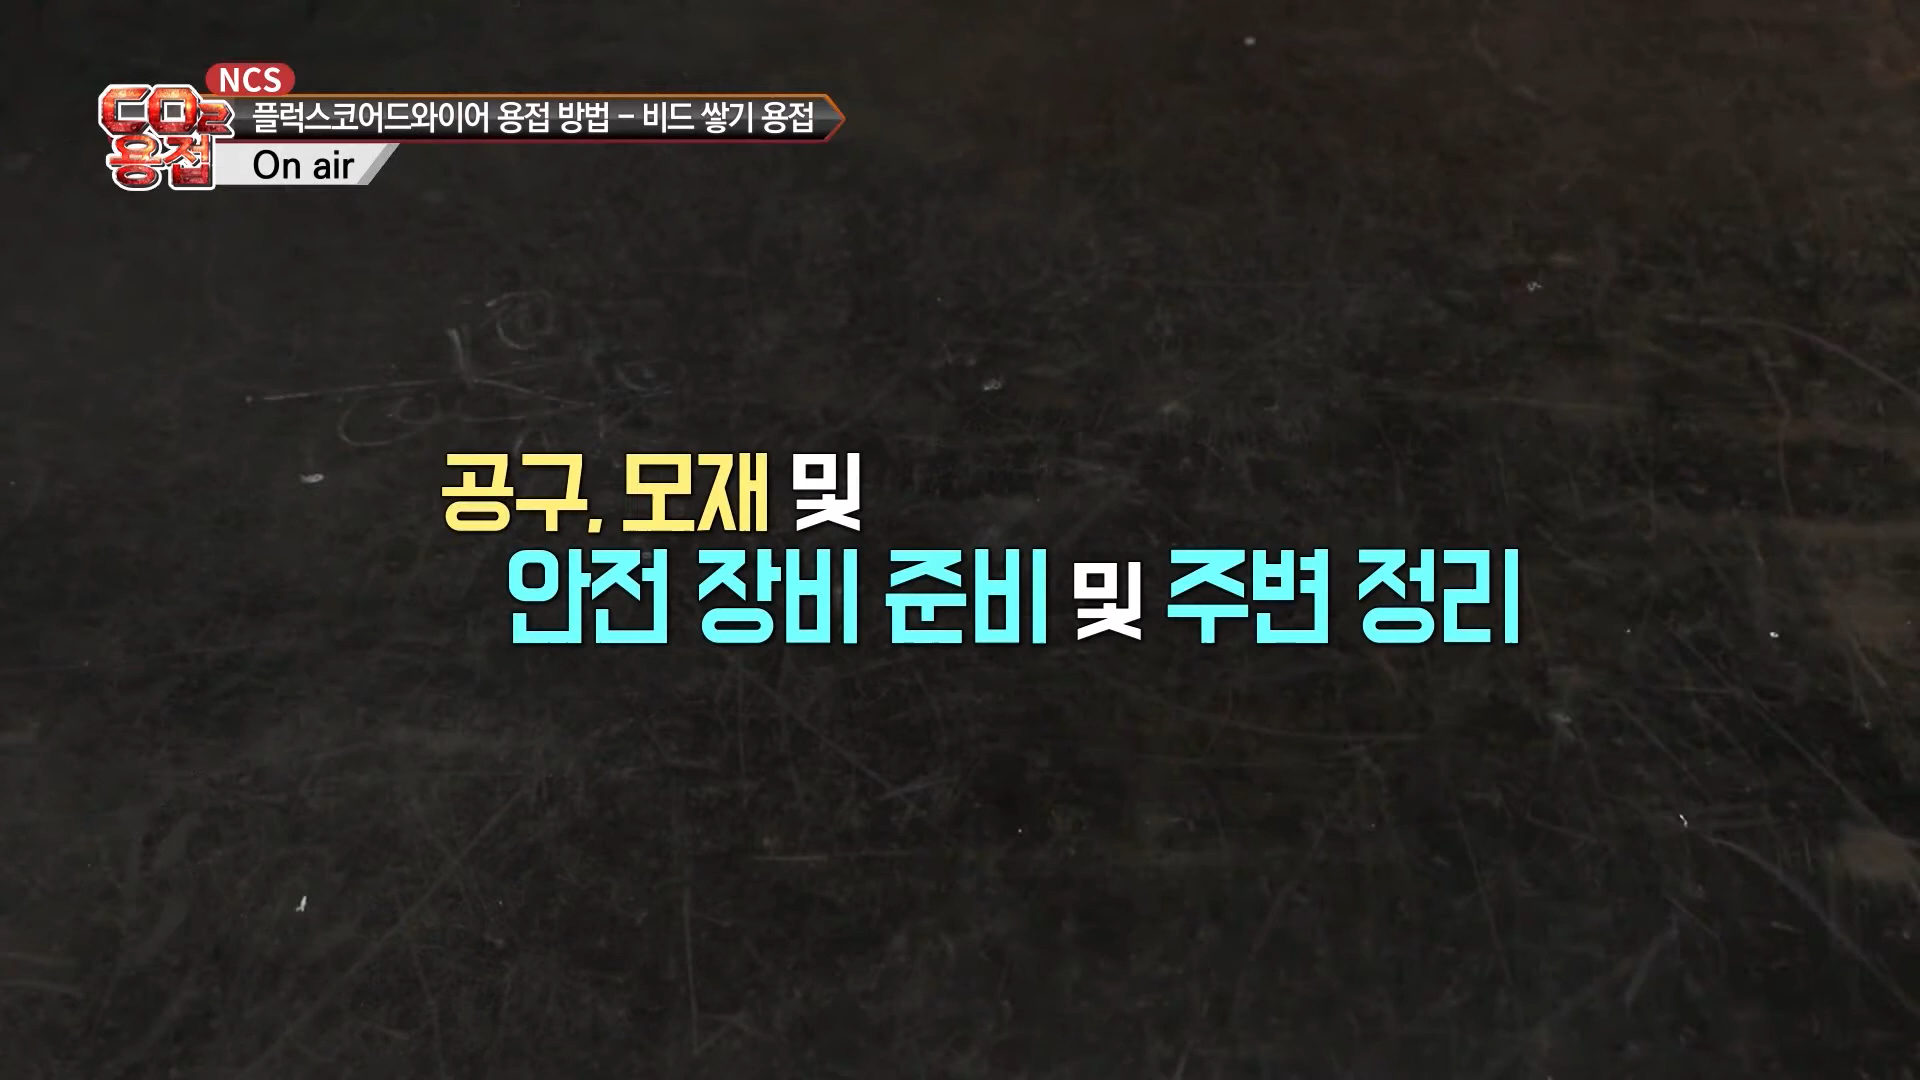 NCS
CO₂
용접
플럭스코어드와이어 용접 방법 - 비드 쌓기 용접
On air
공구, 모재 및
안전 장비 준비 및 주변 정리